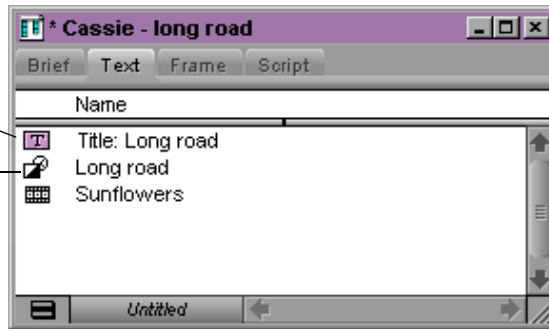 * Cassie - long road
Brief Text Frame Script
Name
T Title: Long road
Long road
Sunflowers
Untitled